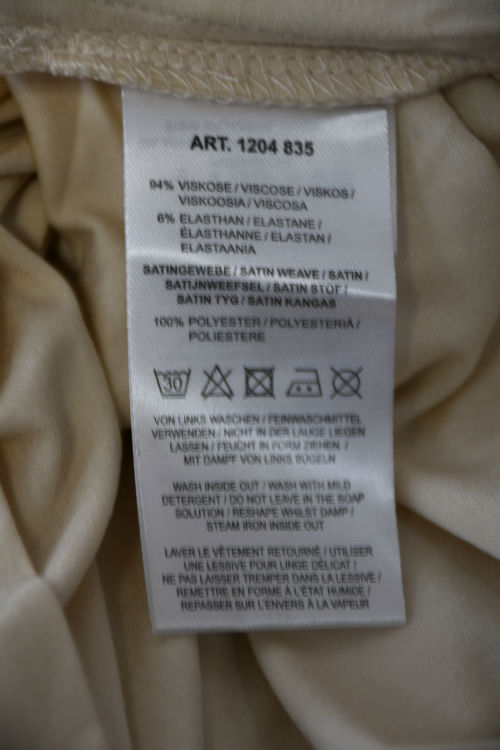 ART. 1204 835
94% VISKOSE / VISCOSE / VISKOS /
VISKOOSIA / VISCOSA
6% ELASTHAN / ELASTANE /
ÉLASTHANNE / ELASTAN /
ELASTAANIA
SATINGEWEBE / SATIN WEAVE / SATIN /
SATIJNWEEFSEL / SATIN STOF /
SATIN TYG / SATIN KANGAS
100% POLYESTER / POLYESTERIÄ /
POLIESTERE
30
VON LINKS WASCHEN / FEINWASCHMITTEL
VERWENDEN / NICHT IN DER LAUGE LIEGEN
LASSEN / FEUCHT IN FORM ZIEHEN /
MIT DAMPF VON LINKS BÜGELN
WASH INSIDE OUT / WASH WITH MILD
DETERGENT / DO NOT LEAVE IN THE SOAP
SOLUTION / RESHAPE WHILST DAMP /
STEAM IRON INSIDE OUT
LAVER LE VÊTEMENT RETOURNÉ / UTILISER
UNE LESSIVE POUR LINGE DÉLICAT /
NE PAS LAISSER TREMPER DANS LA LESSIVE /
REMETTRE EN FORME À L'ÉTAT HUMIDE /
REPASSER SUR L'ENVERS À LA VAPEUR